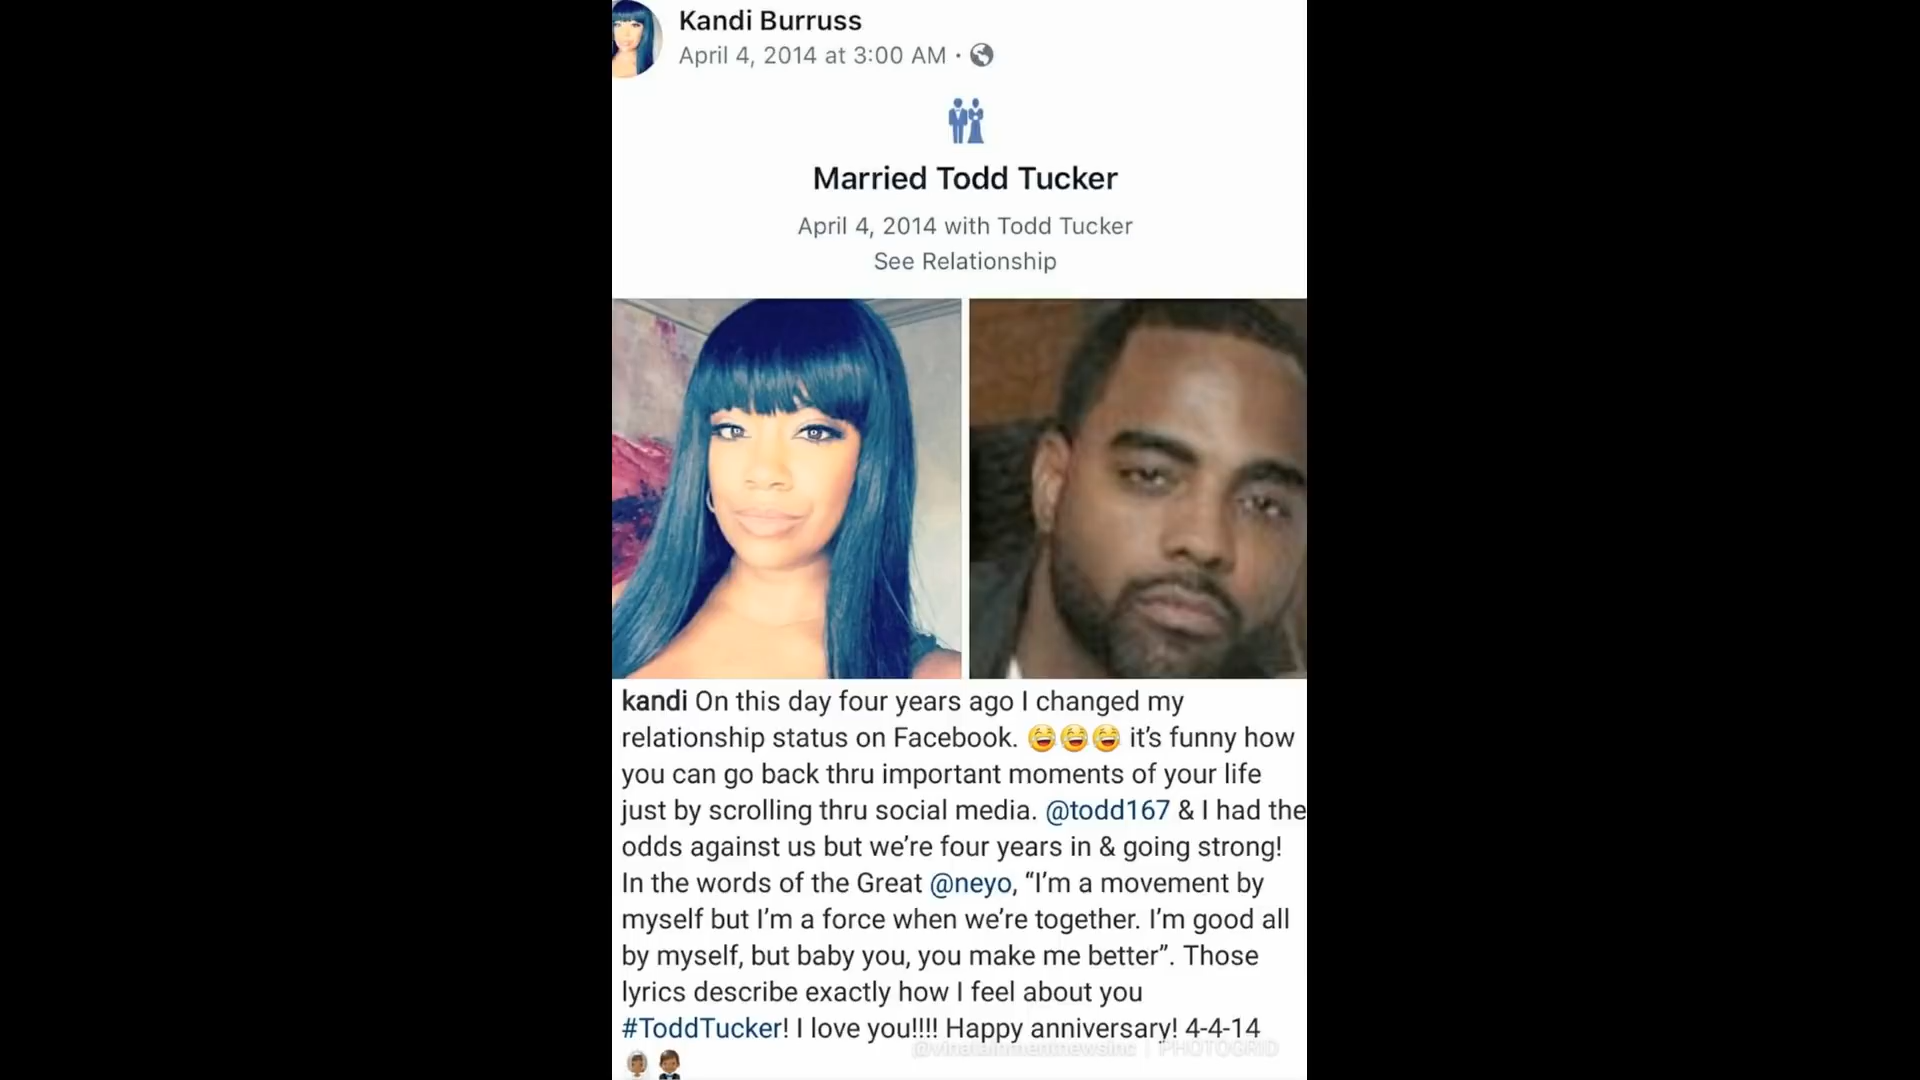 Kandi Burruss
April 4, 2014 at 3:00 AM ·
Married Todd Tucker
April 4, 2014 with Todd Tucker
See Relationship
kandi On this day four years ago I changed my
relationship status on Facebook. 😂😂😂 it’s funny how
you can go back thru important moments of your life
just by scrolling thru social media. @todd167 & I had the
odds against us but we’re four years in & going strong!
In the words of the Great @neyo, “I’m a movement by
myself but I’m a force when we’re together. I’m good all
by myself, but baby you, you make me better”. Those
lyrics describe exactly how I feel about you
#ToddTucker! I love you!!!! Happy anniversary! 4-4-14
PHOTOGRID